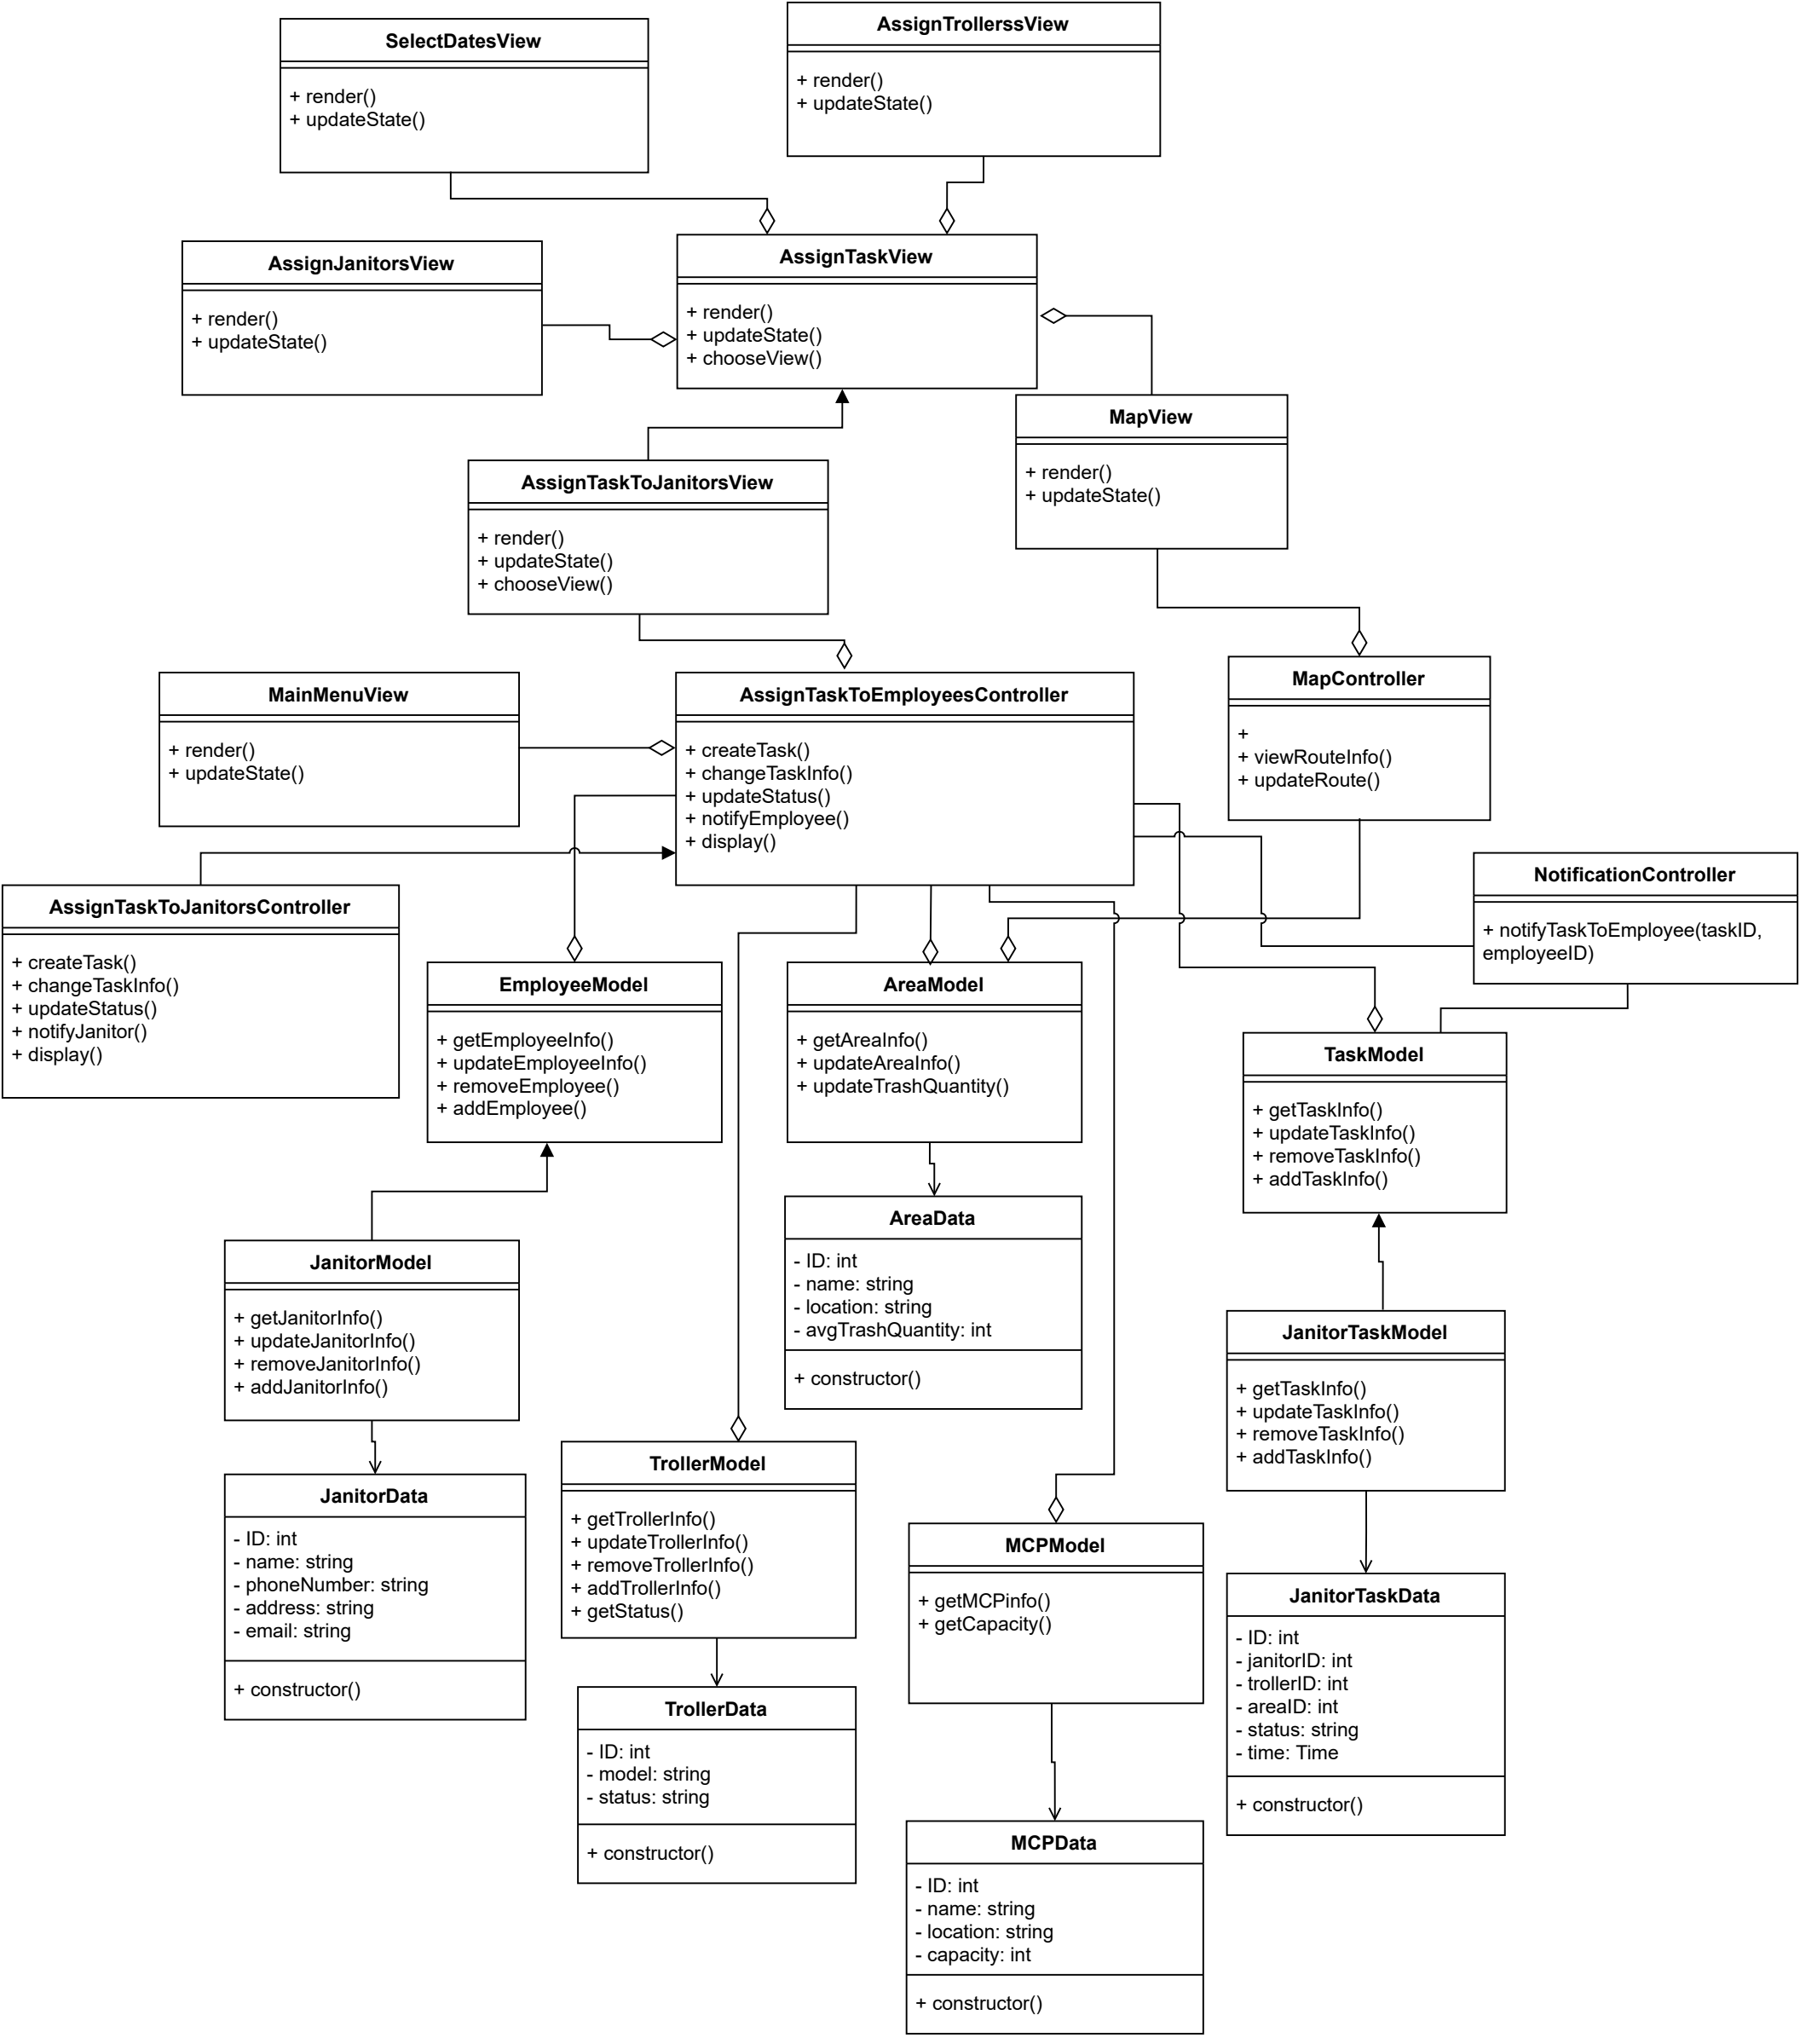 AssignTrollerssView
+ render()
+ updateState()
SelectDatesView
+ render()
+ updateState()
AssignJanitorsView
+ render()
+ updateState()
AssignTaskView
+ render()
+ updateState()
+ chooseView()
MapView
+ render()
+ updateState()
AssignTaskToJanitorsView
+ render()
+ updateState()
+ chooseView()
MainMenuView
+ render()
+ updateState()
AssignTaskToEmployeesController
+ createTask()
+ changeTaskInfo()
+ updateStatus()
+ notifyEmployee()
+ display()
MapController
+
+ viewRouteInfo()
+ updateRoute()
NotificationController
+ notifyTaskToEmployee(taskID,
employeeID)
AssignTaskToJanitorsController
+ createTask()
+ changeTaskInfo()
+ updateStatus()
+ notifyJanitor()
+ display()
EmployeeModel
+ getEmployeeInfo()
+ updateEmployeeInfo()
+ removeEmployee()
+ addEmployee()
AreaModel
+ getAreaInfo()
+ updateAreaInfo()
+ updateTrashQuantity()
TaskModel
+ getTaskInfo()
+ updateTaskInfo()
+ removeTaskInfo()
+ addTaskInfo()
AreaData
- ID: int
- name: string
- location: string
- avgTrashQuantity: int
+ constructor()
JanitorModel
+ getJanitorInfo()
+ updateJanitorInfo()
+ removeJanitorInfo()
+ addJanitorInfo()
JanitorTaskModel
+ getTaskInfo()
+ updateTaskInfo()
+ removeTaskInfo()
+ addTaskInfo()
TrollerModel
+ getTrollerInfo()
+ updateTrollerInfo()
+ removeTrollerInfo()
+ addTrollerInfo()
+ getStatus()
JanitorData
- ID: int
- name: string
- phoneNumber: string
- address: string
- email: string
+ constructor()
MCPModel
+ getMCPinfo()
+ getCapacity()
JanitorTaskData
- ID: int
- janitorID: int
- trollerID: int
- areaID: int
- status: string
- time: Time
+ constructor()
TrollerData
- ID: int
- model: string
- status: string
+ constructor()
MCPData
- ID: int
- name: string
- location: string
- capacity: int
+ constructor()